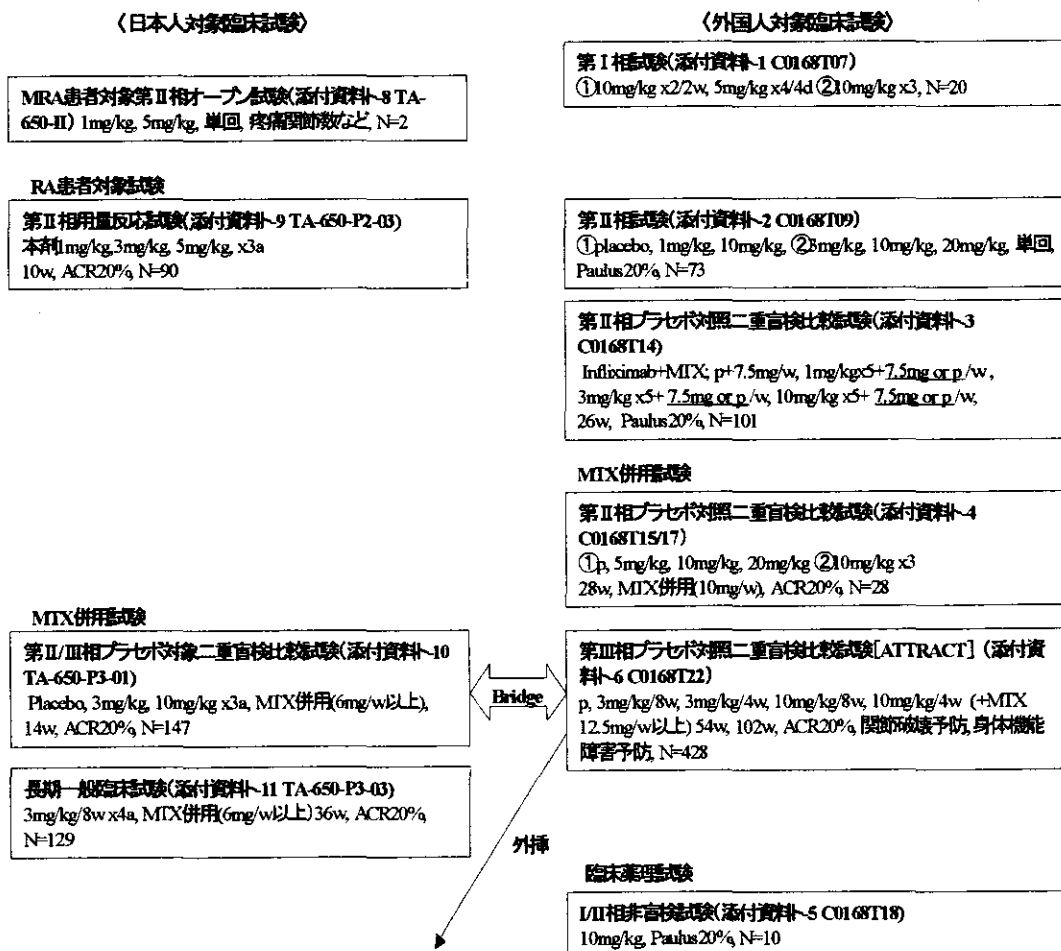 〈日本人対象臨床試験〉
MRA患者対象第Ⅱ相オープン試験(添付資料ト-8 TA-
650-II) 1mg/kg, 5mg/kg, 単回, 疼痛関節数など, N=2
RA患者対象試験
第Ⅱ相用量反応試験(添付資料ト-9 TA-650-P2-03)
本剤1mg/kg,3mg/kg, 5mg/kg, x3a
10w, ACR20%, N=90
MTX併用試験
第Ⅱ/Ⅲ相プラセボ対象二重盲検比較試験(添付資料ト-10
TA-650-P3-01)
Placebo, 3mg/kg, 10mg/kg x3a, MTX併用(6mg/w以上),
14w, ACR20%, N=147
長期一般臨床試験(添付資料ト-11 TA-650-P3-03)
3mg/kg/8w x4a, MTX併用(6mg/w以上)36w, ACR20%,
N=129
Bridge
外挿
〈外国人対象臨床試験〉
第Ⅰ相試験(添付資料ト-1 C0168T07)
①10mg/kg x2/2w, 5mg/kg x4/4d ②10mg/kg x3, N=20
第Ⅱ相試験(添付資料ト-2 C0168T09)
①placebo, 1mg/kg, 10mg/kg, ②3mg/kg, 10mg/kg, 20mg/kg, 単回,
Paulus20%, N=73
第Ⅱ相プラセボ対照二重盲検比較試験(添付資料ト-3
C0168T14)
Infliximab+MTX; p+7.5mg/w, 1mg/kgx5+7.5mg or p /w ,
3mg/kg x5+ 7.5mg or p /w, 10mg/kg x5+ 7.5mg or p /w,
26w, Paulus20%, N=101
MTX併用試験
第Ⅱ相プラセボ対照二重盲検比較試験(添付資料ト-4
C0168T15/17)
①p, 5mg/kg, 10mg/kg, 20mg/kg ②10mg/kg x3
28w, MTX併用(10mg/w), ACR20%, N=28
第Ⅲ相プラセボ対照二重盲検比較試験[ATTRACT] (添付資
料ト-6 C0168T22)
p, 3mg/kg/8w, 3mg/kg/4w, 10mg/kg/8w, 10mg/kg/4w (+MTX
12.5mg/w以上) 54w, 102w, ACR20%, 関節破壊予防, 身体機能
障害予防, N=428
臨床薬理試験
I/II相非盲検試験(添付資料ト-5 C0168T18)
10mg/kg, Paulus20%, N=10